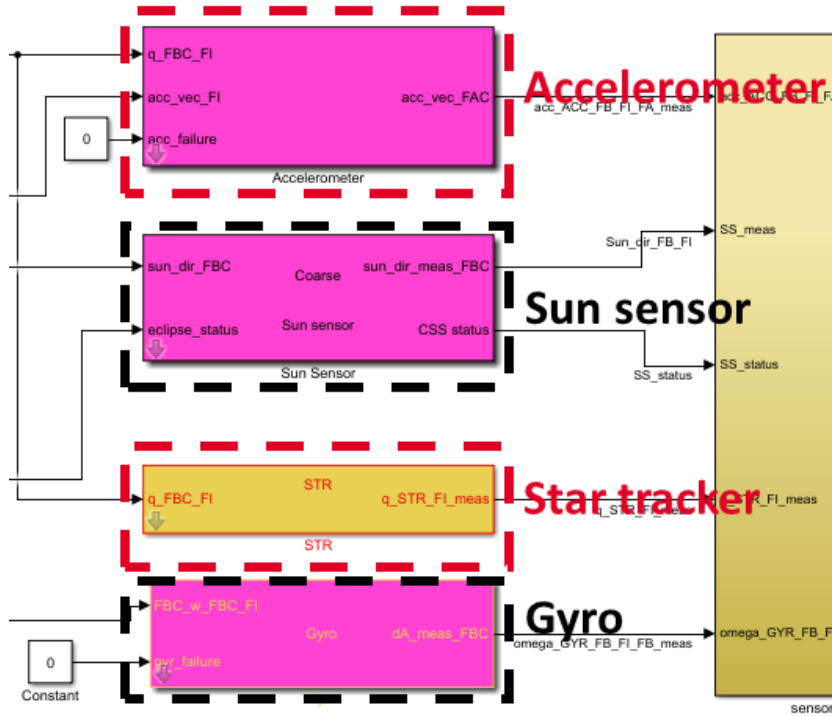 q_FBC_FI
acc_vec_FI
acc_vec_FAC
acc_failure
0
Accelerometer
Accelerometer
acc_ACC_FB_FI_FA_meas
sun_dir_FBC
Coarse
sun_dir_meas_FBC
eclipse_status
Sun sensor
CSS status
Sun Sensor
Sun sensor
Sun_dir_FB_FI
SS_meas
SS_status
SS_status
STR
q_FBC_FI
q_STR_FI_meas
STR
Star tracker
FBC_w_FBC_FI
Gyro
dA_meas_FBC
gyr_failure
0
Constant
Gyro
omega_GYR_FB_FI_FB_meas
omega_GYR_FB_F
sensor